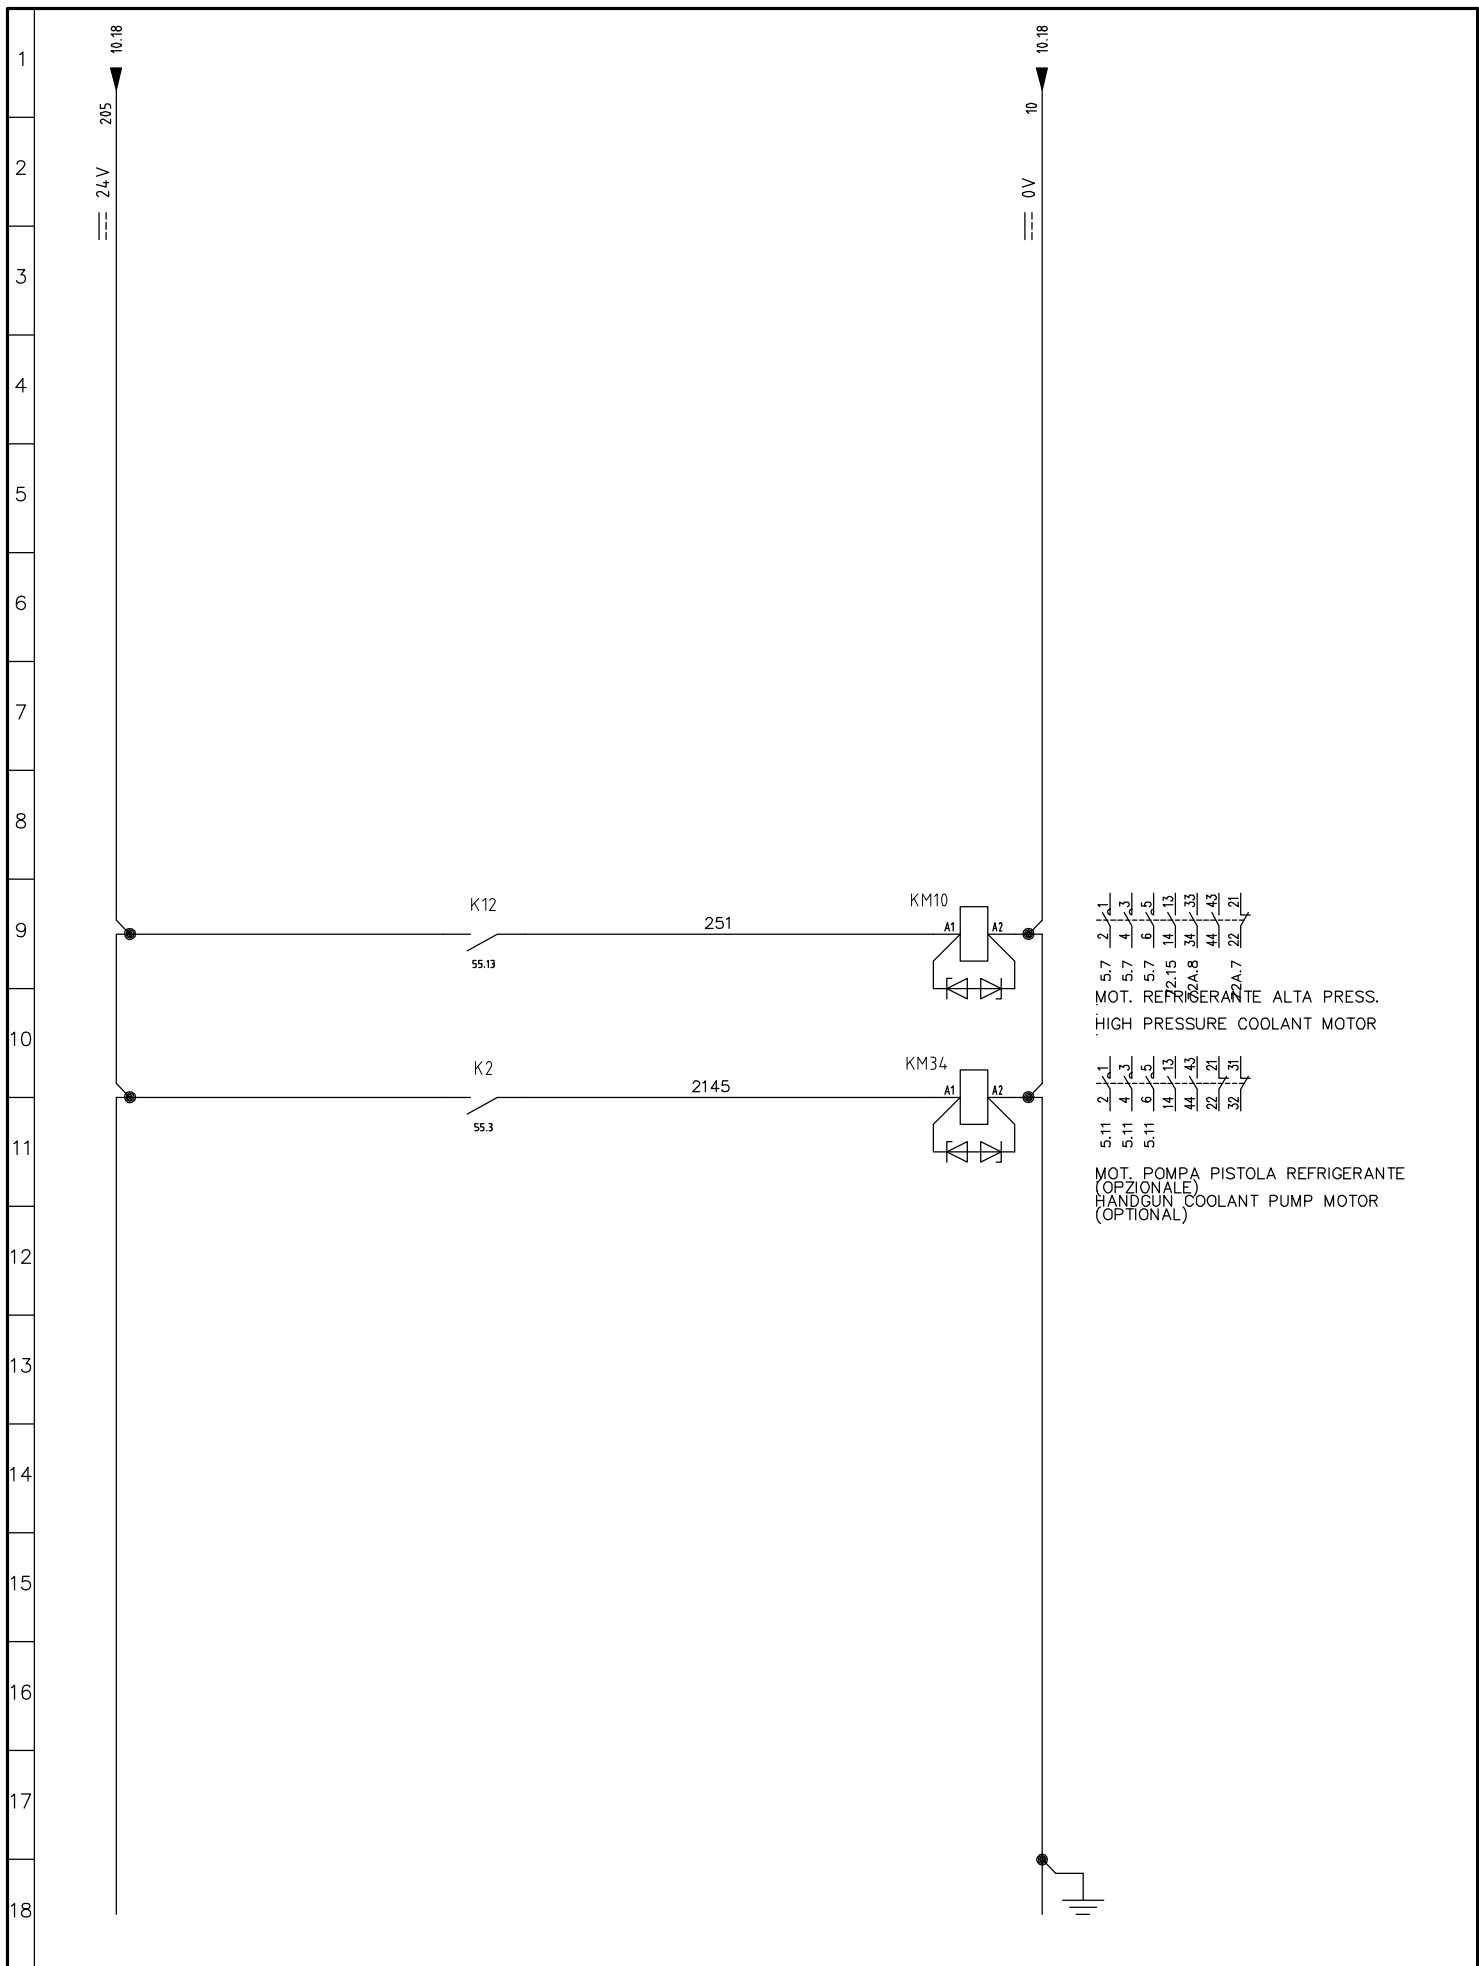 10.18
10.18
1
205
10
2
24V
0V
3
4
5
6
7
8
9
K12
55.13
251
KM10
A1
A2
1 3 5 13 33 43 21
2 4 6 14 34 44 22
5.7 5.7 5.7 72.15 72A.8 72A.7
MOT. REFRIGERANTE ALTA PRESS.
HIGH PRESSURE COOLANT MOTOR
10
K2
55.3
2145
KM34
A1
A2
1 3 5 13 43 21 31
2 4 6 14 44 22 32
5.11 5.11 5.11
11
MOT. POMPA PISTOLA REFRIGERANTE
(OPZIONALE)
HANDGUN COOLANT PUMP MOTOR
(OPTIONAL)
12
13
14
15
16
17
18